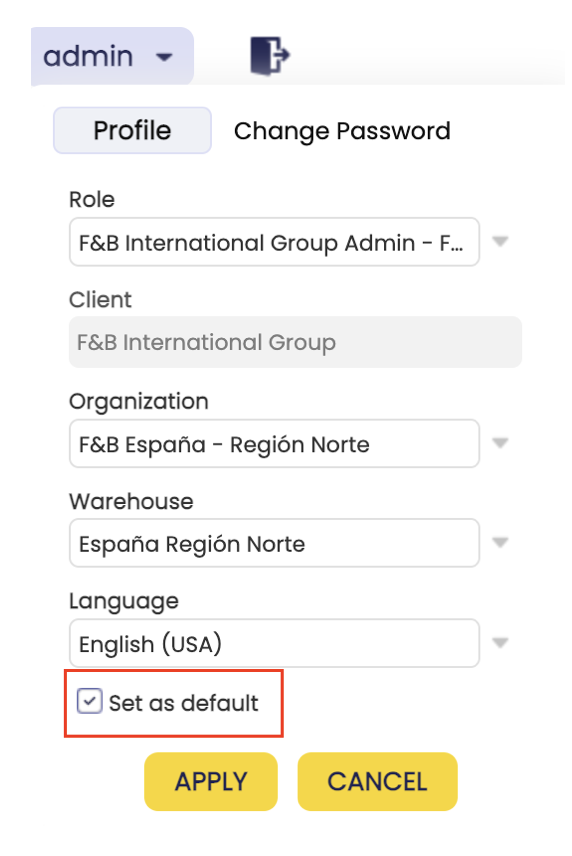 admin
Profile
Change Password
Role
F&B International Group Admin - F...
Client
F&B International Group
Organization
F&B España - Región Norte
Warehouse
España Región Norte
Language
English (USA)
Set as default
APPLY
CANCEL